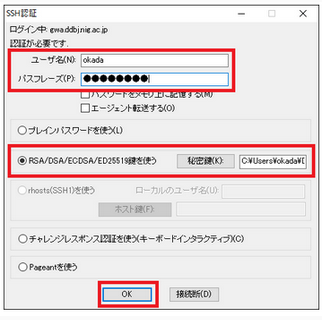 SSH認証
ログイン中: gwa.ddbj.nig.ac.jp
認証が必要です.
ユーザ名(N): okada
パスフレーズ(P): ●●●●●●●●
パスワードをメモリ上に記憶する(M)
エージェント転送する(O)
プレインパスワードを使う(L)
RSA/DSA/ECDSA/ED25519鍵を使う 秘密鍵(K): C:¥Users¥okada¥D
rhosts(SSH1)を使う ローカルのユーザ名(U):
ホスト鍵(F):
チャレンジレスポンス認証を使う(キーボードインタラクティブ)(C)
Pageantを使う
OK 接続断(D)